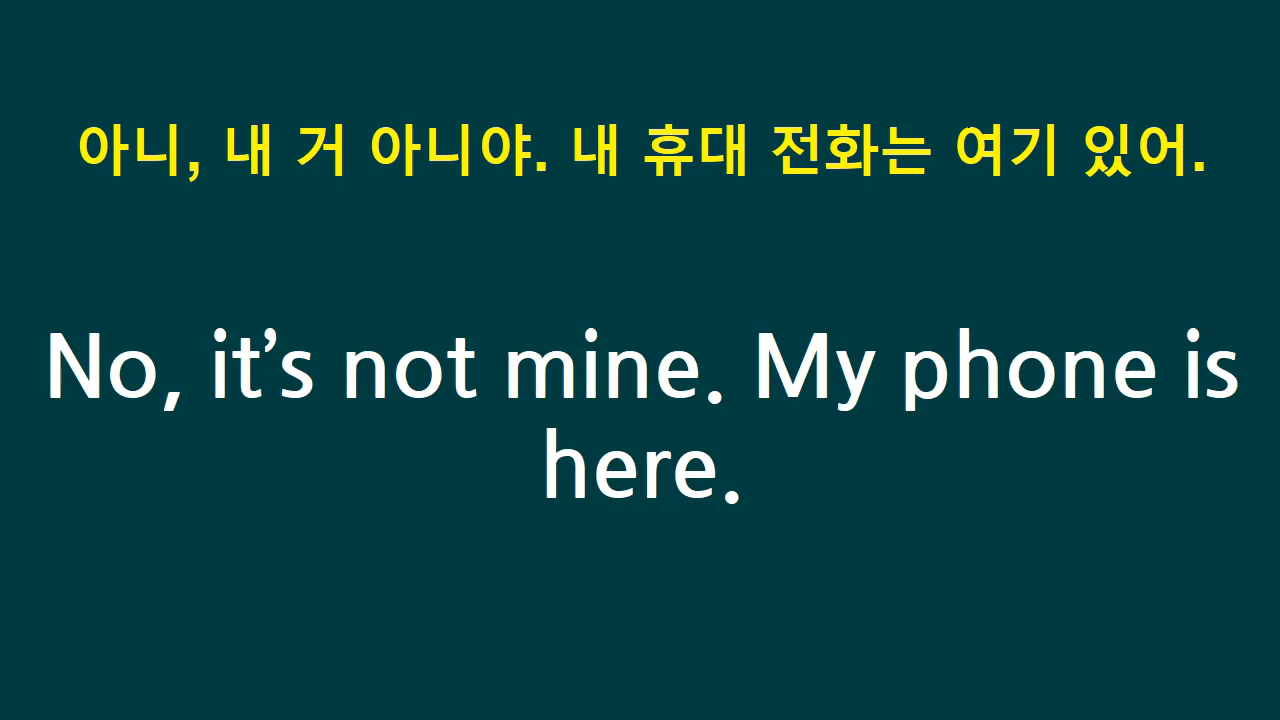 아니, 내 거 아니야. 내 휴대 전화는 여기 있어.
No, it’s not mine. My phone is
here.